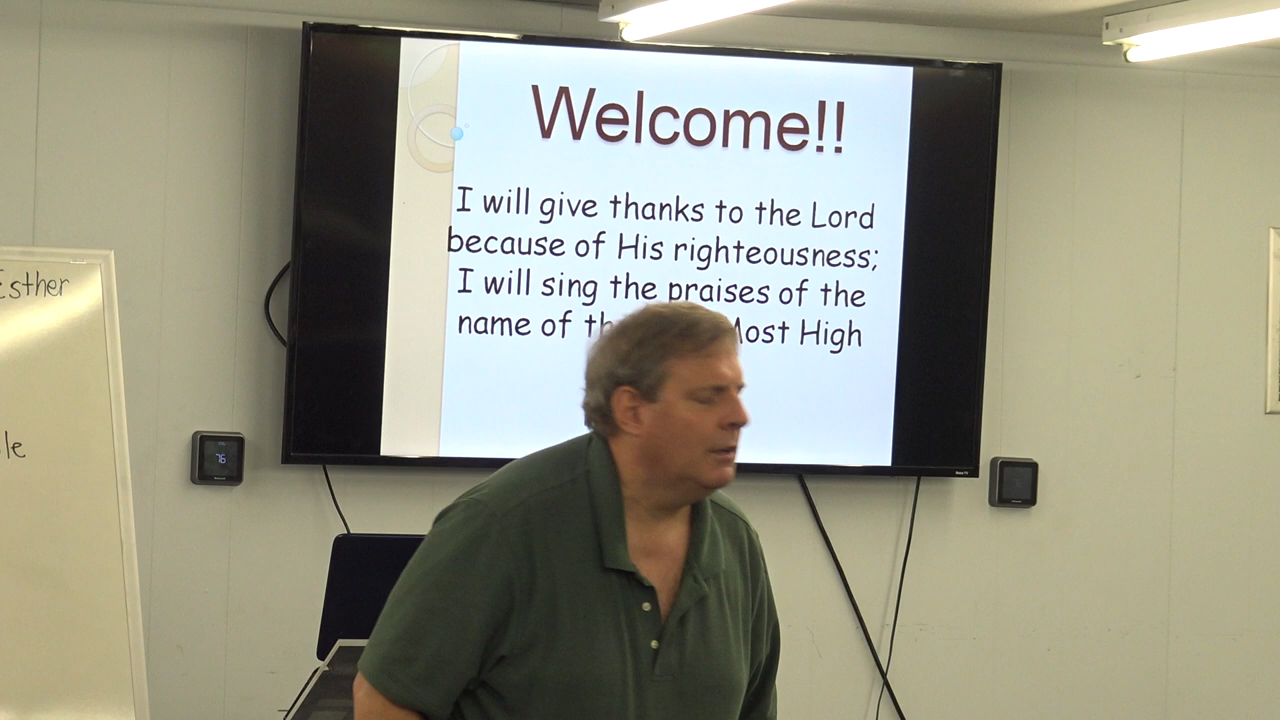 Welcome!!
I will give thanks to the Lord
because of His righteousness;
I will sing the praises of the
name of th Most High
Esther
le
76